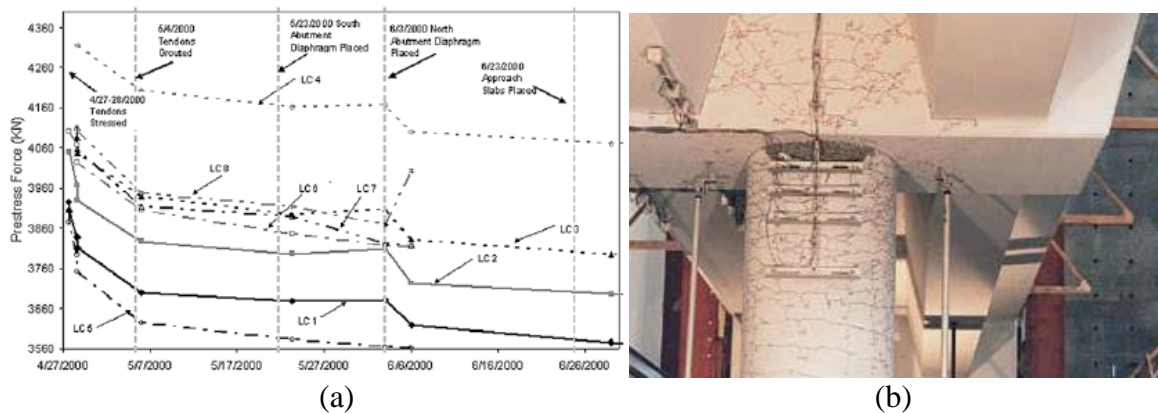 4360
4260
4160
4060
3960
3860
3760
3660
3560
Prestress Force (KN)
5/4/2000
Tendons
Grouted
5/23/2000 South
Abutment
Diaphragm Placed
6/3/2000 North
Abutment Diaphragm
Placed
6/23/2000
Approach
Slabs Placed
4/27-28/2000
Tendons
Stressed
LC 4
LC 8
LC 6
LC 7
LC 3
LC 2
LC 1
LC 5
4/27/2000 5/7/2000 5/17/2000 5/27/2000 6/6/2000 6/16/2000 6/26/2000
(a) (b)